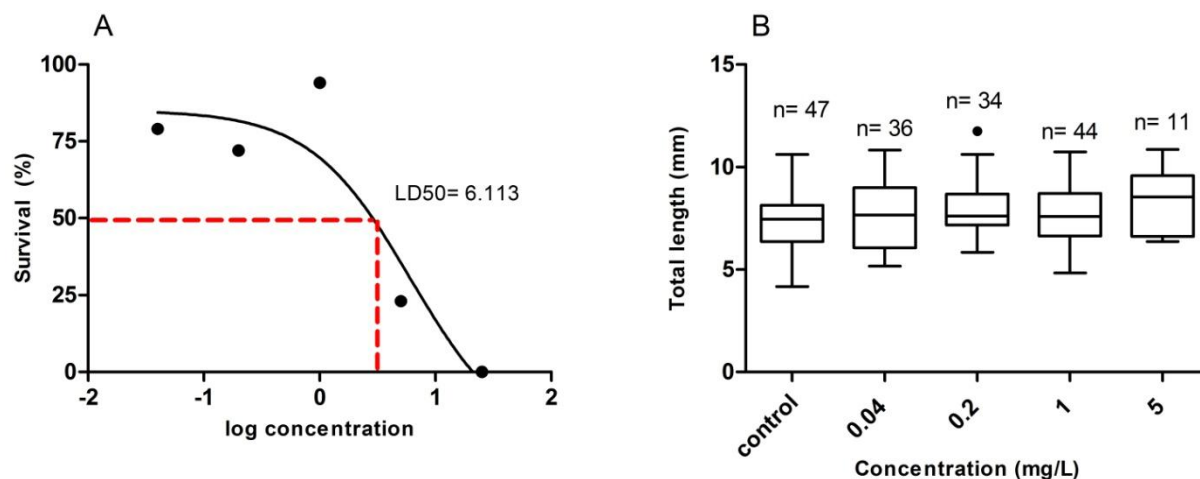 A
100
75
50
25
0
Survival (%)
LD50= 6.113
-2 -1 0 1 2
log concentration
B
15
10
5
0
Total length (mm)
n= 47
n= 36
n= 34
n= 44
n= 11
control 0.04 0.2 1 5
Concentration (mg/L)